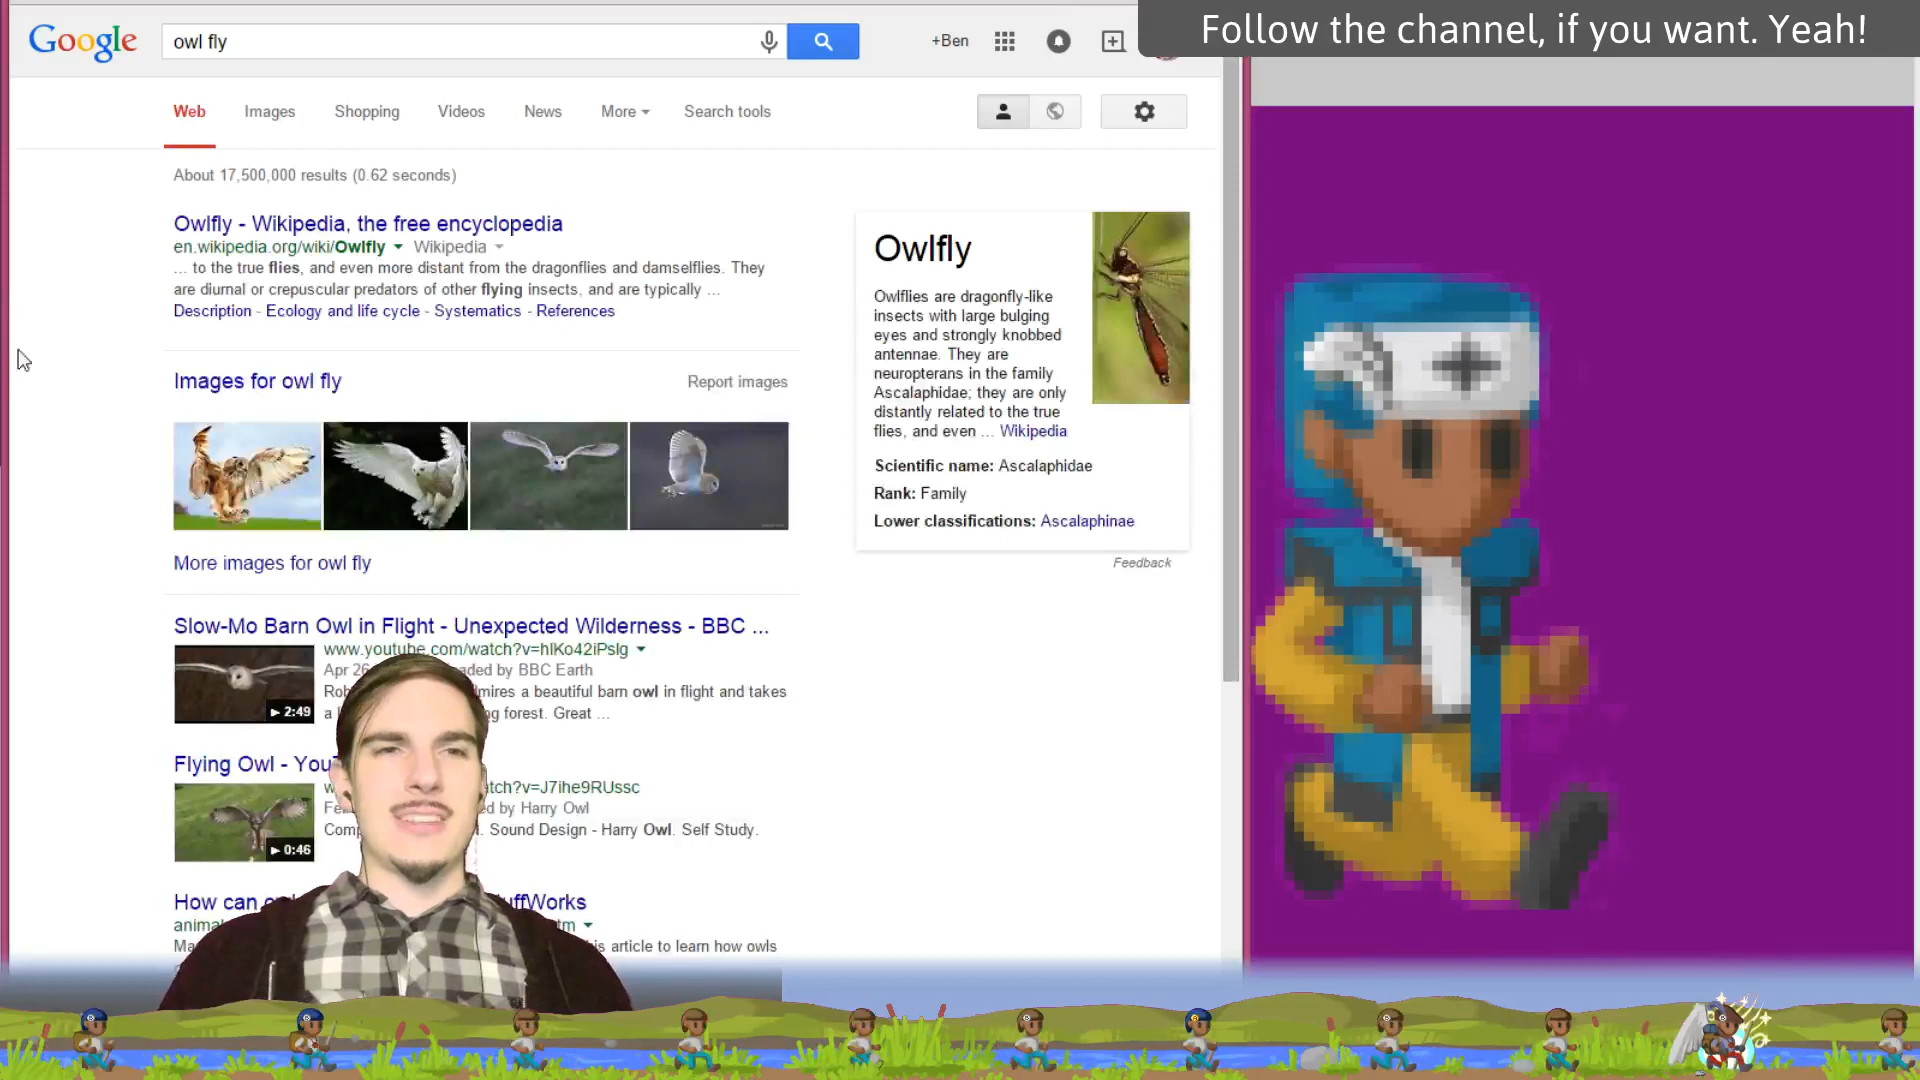 Follow the channel, if you want. Yeah!
Google
owl fly
+Ben
Web Images Shopping Videos News More Search tools
About 17,500,000 results (0.62 seconds)
Owlfly - Wikipedia, the free encyclopedia
en.wikipedia.org/wiki/Owlfly Wikipedia
... to the true flies, and even more distant from the dragonflies and damselflies. They
are diurnal or crepuscular predators of other flying insects, and are typically ...
Description - Ecology and life cycle - Systematics - References
Images for owl fly Report images
More images for owl fly
Slow-Mo Barn Owl in Flight - Unexpected Wilderness - BBC ...
www.youtube.com/watch?v=hlKo42iPslg
Apr 26 by BBC Earth
a beautiful barn owl in flight and takes
2:49 a forest. Great ...
Flying Owl -
tch?v=J7ihe9RUssc
by Harry Owl
Sound Design - Harry Owl. Self Study.
0:46
How can
article to learn how owls
Owlfly
Owlflies are dragonfly-like
insects with large bulging
eyes and strongly knobbed
antennae. They are
neuropterans in the family
Ascalaphidae; they are only
distantly related to the true
flies, and even ... Wikipedia
Scientific name: Ascalaphidae
Rank: Family
Lower classifications: Ascalaphinae
Feedback